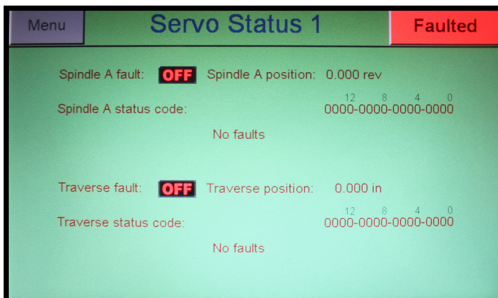 Menu Servo Status 1 Faulted
Spindle A fault: OFF Spindle A position: 0.000 rev
12 8 4 0
Spindle A status code: 0000-0000-0000-0000
No faults
Traverse fault: OFF Traverse position: 0.000 in
12 8 4 0
Traverse status code: 0000-0000-0000-0000
No faults